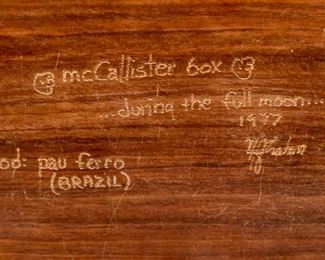 mcCallister box
...during the full moon...
1977
od: pau ferro
(BRAZIL)